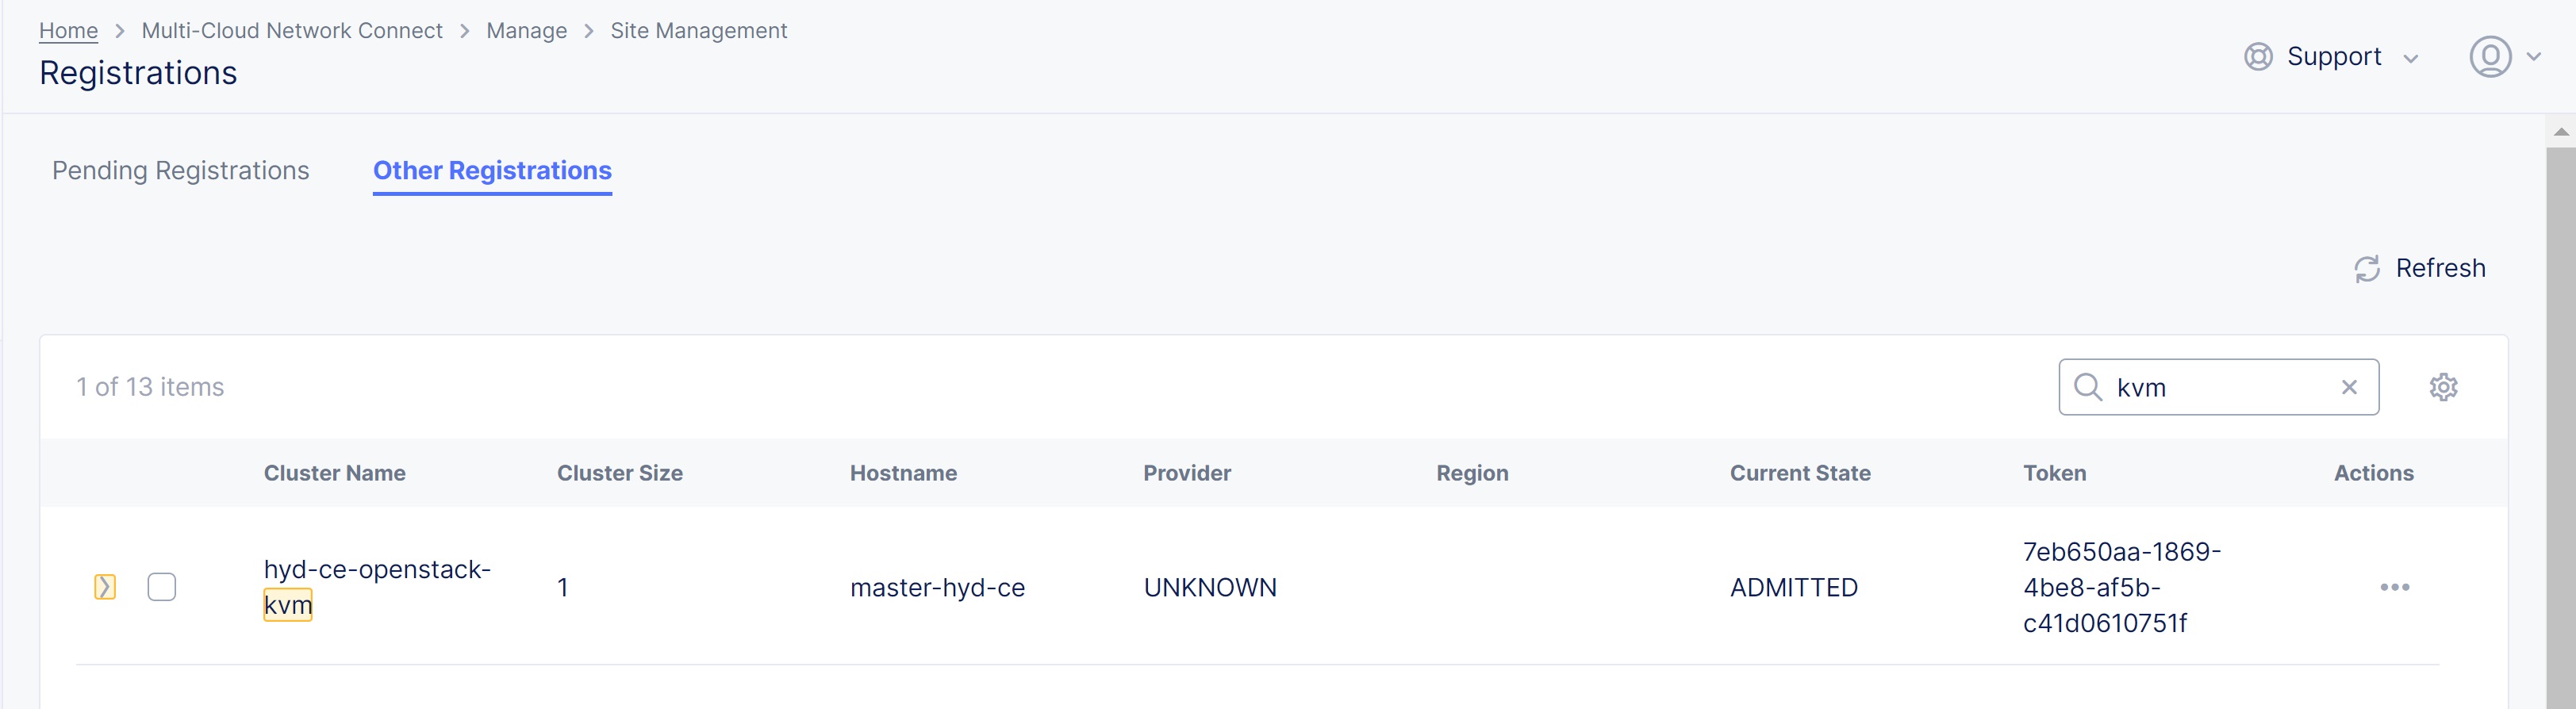 Home > Multi-Cloud Network Connect > Manage > Site Management
Registrations
Support
Pending Registrations
Other Registrations
Refresh
1 of 13 items
kvm
Cluster Name
Cluster Size
Hostname
Provider
Region
Current State
Token
Actions
hyd-ce-openstack-
kvm
1
master-hyd-ce
UNKNOWN
ADMITTED
7eb650aa-1869-
4be8-af5b-
c41d0610751f